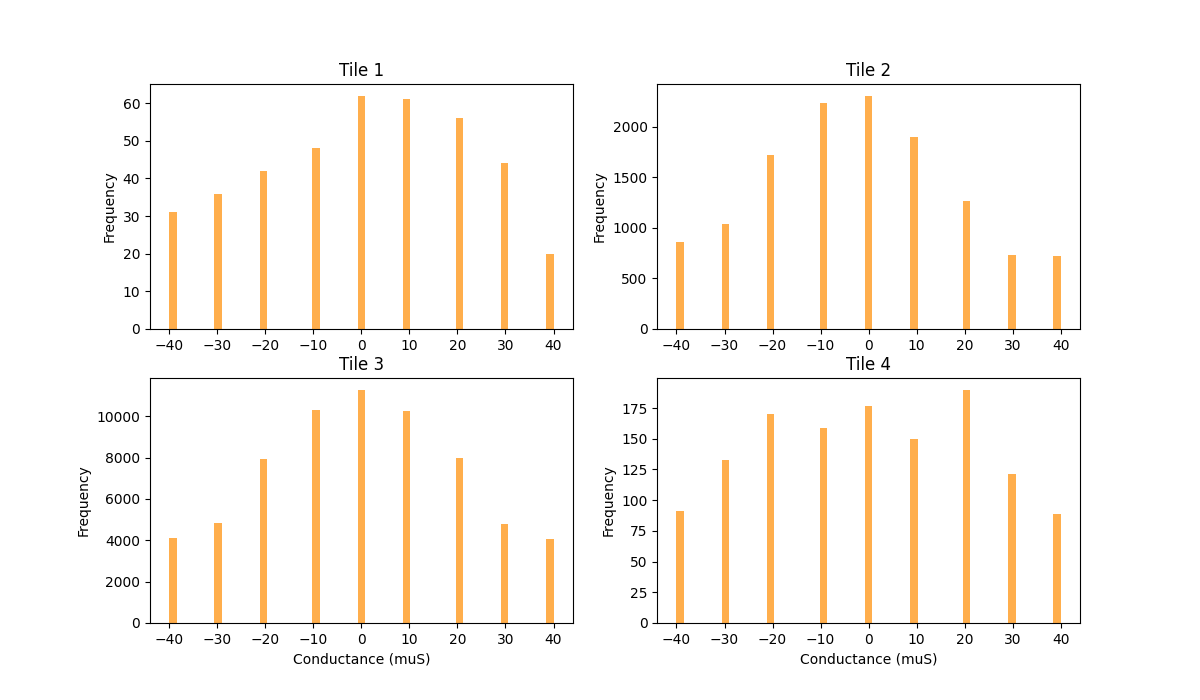 Tile 1
Frequency
60
50
40
30
20
10
0
−40 −30 −20 −10 0 10 20 30 40
Tile 2
Frequency
2000
1500
1000
500
0
−40 −30 −20 −10 0 10 20 30 40
Tile 3
Frequency
10000
8000
6000
4000
2000
0
−40 −30 −20 −10 0 10 20 30 40
Conductance (muS)
Tile 4
Frequency
175
150
125
100
75
50
25
0
−40 −30 −20 −10 0 10 20 30 40
Conductance (muS)